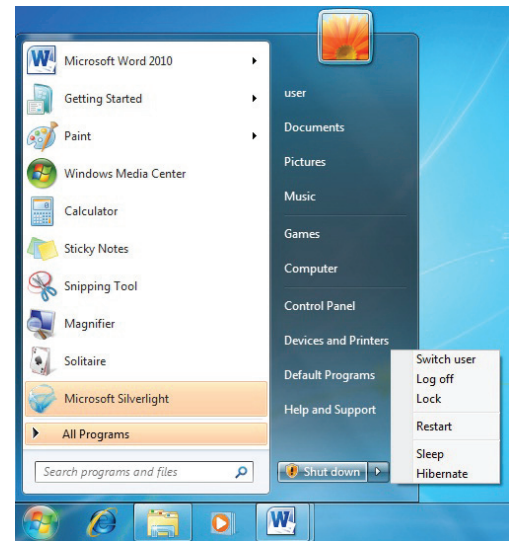 Microsoft Word 2010
Getting Started
Paint
Windows Media Center
Calculator
Sticky Notes
Snipping Tool
Magnifier
Solitaire
Microsoft Silverlight
All Programs
Search programs and files
user
Documents
Pictures
Music
Games
Computer
Control Panel
Devices and Printers
Default Programs
Help and Support
Shut down
Switch user
Log off
Lock
Restart
Sleep
Hibernate